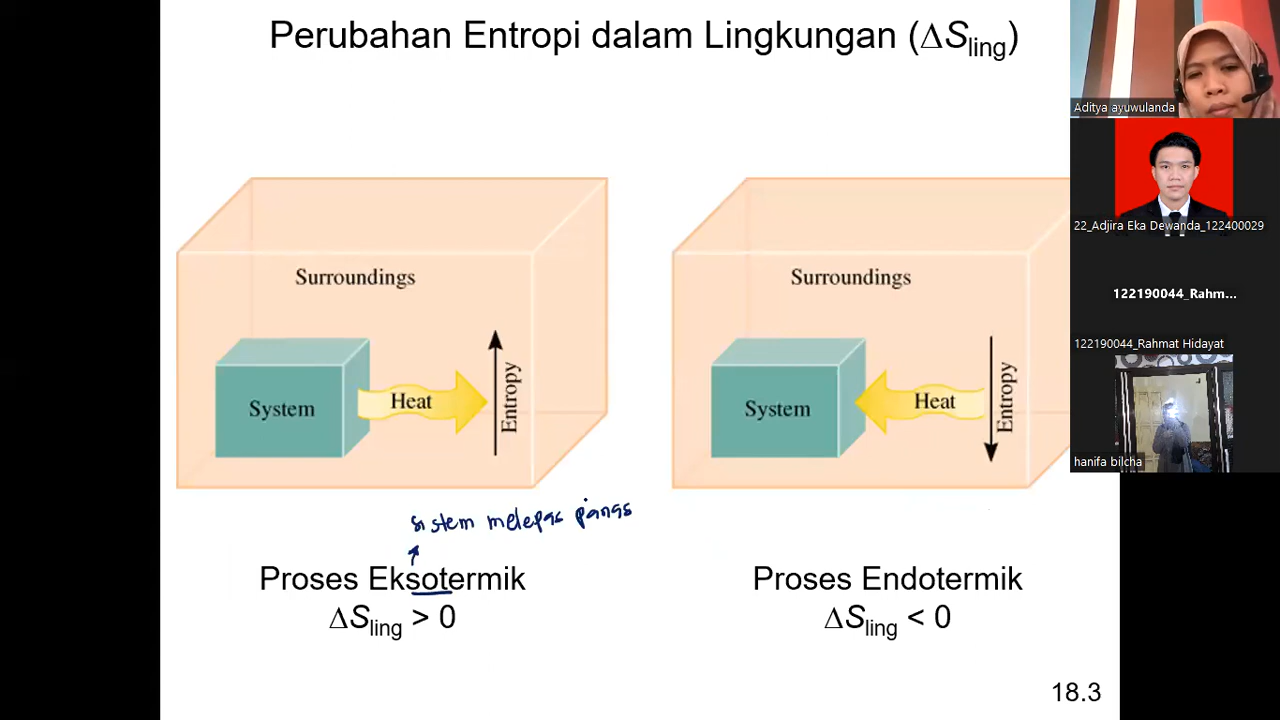 Perubahan Entropi dalam Lingkungan (ΔSling)
Aditya ayuwulanda
22_Adjira Eka Dewanda_122400029
122190044_Rahm...
122190044_Rahmat Hidayat
hanifa bilcha
Surroundings
System
Heat
Entropy
Surroundings
System
Heat
Entropy
sistem melepas panas
Proses Eksotermik
ΔSling > 0
Proses Endotermik
ΔSling < 0
18.3